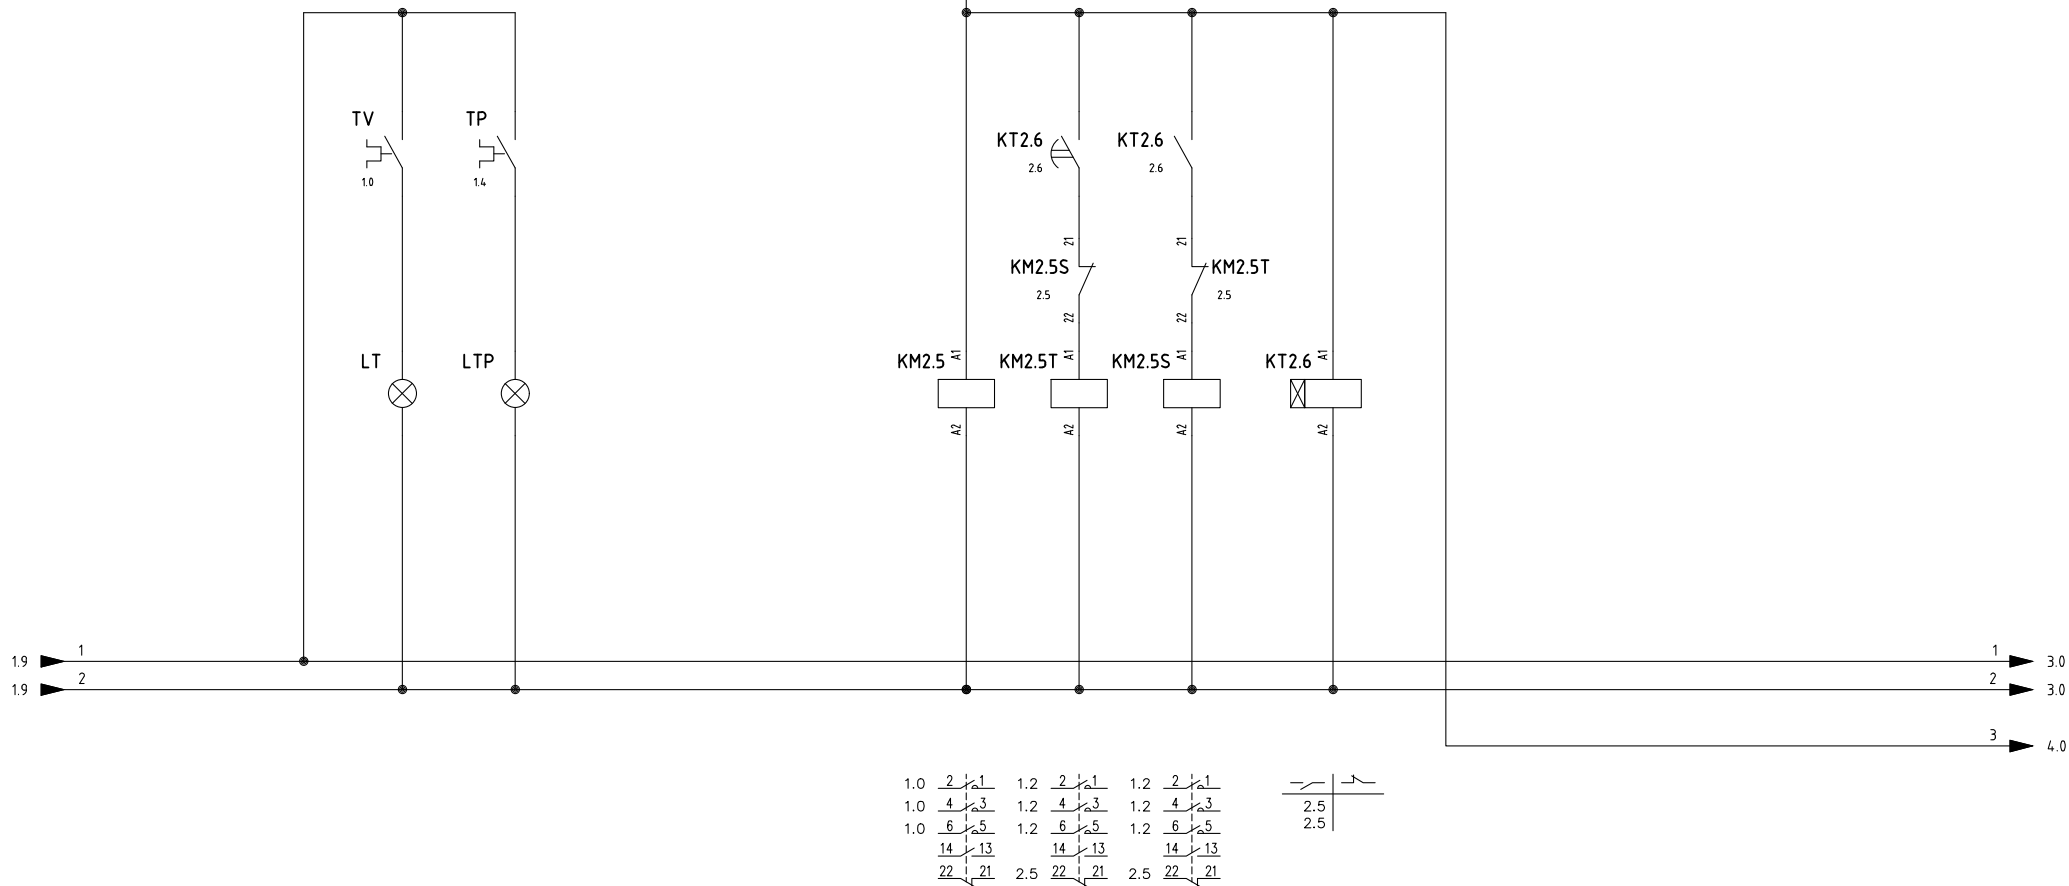 TV TP
KT2.6 KT2.6
2.6 2.6
1.0 1.4
21 21
KM2.5S KM2.5T
2.5 2.5
22 22
LT LTP KM2.5 A1 KM2.5T A1 KM2.5S A1 KT2.6 A1
A2 A2 A2 A2
1 1
1.9 3.0
2 2
1.9 3.0
3
4.0
1.0 2 1 1.2 2 1 1.2 2 1
1.0 4 3 1.2 4 3 1.2 4 3 2.5
1.0 6 5 1.2 6 5 1.2 6 5 2.5
14 13 14 13 14 13
22 21 2.5 22 21 2.5 22 21